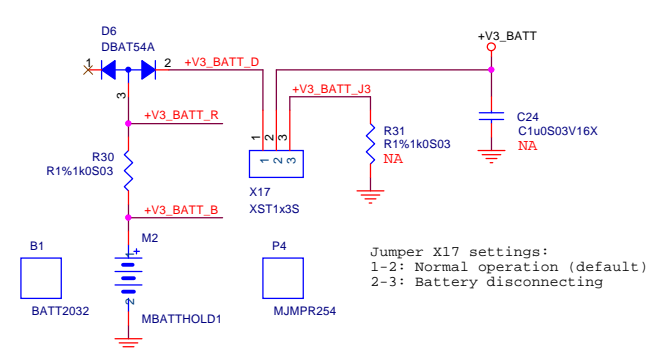 D6
DBAT54A
+V3_BATT
1
2
+V3_BATT_D
3
+V3_BATT_J3
+V3_BATT_R
1
2
3
C24
C1u0S03V16X
NA
R31
R1%1k0S03
NA
R30
R1%1k0S03
1
2
3
X17
XST1x3S
+V3_BATT_B
B1
M2
P4
1
+
2
Jumper X17 settings:
1-2: Normal operation (default)
2-3: Battery disconnecting
BATT2032
MBATTHOLD1
MJMPR254